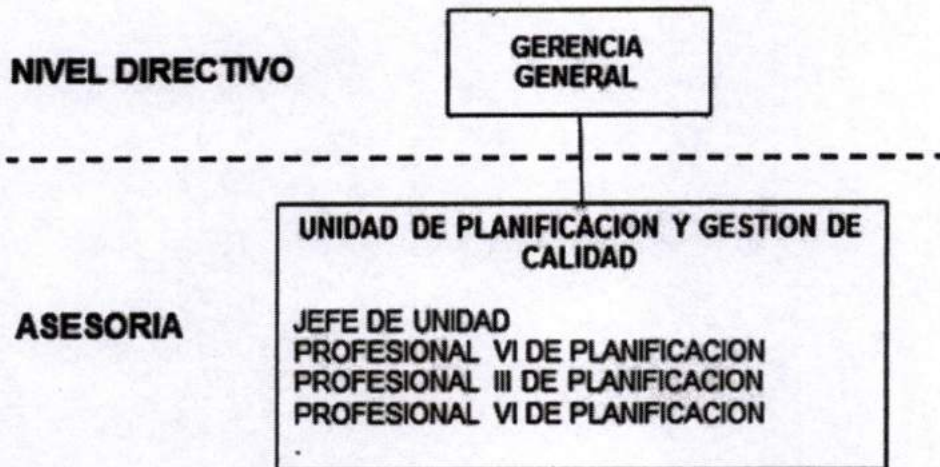 NIVEL DIRECTIVO
GERENCIA
GENERAL
UNIDAD DE PLANIFICACION Y GESTION DE
CALIDAD
ASESORIA
JEFE DE UNIDAD
PROFESIONAL VI DE PLANIFICACION
PROFESIONAL III DE PLANIFICACION
PROFESIONAL VI DE PLANIFICACION